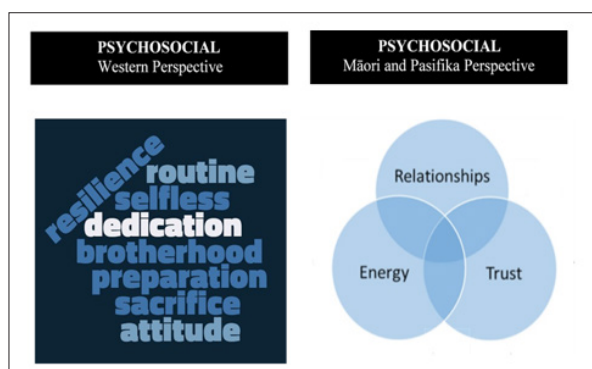 PSYCHOSOCIAL
Western Perspective
PSYCHOSOCIAL
Māori and Pasifika Perspective
resilience
routine
selfless
dedication
brotherhood
preparation
sacrifice
attitude
Relationships
Energy
Trust